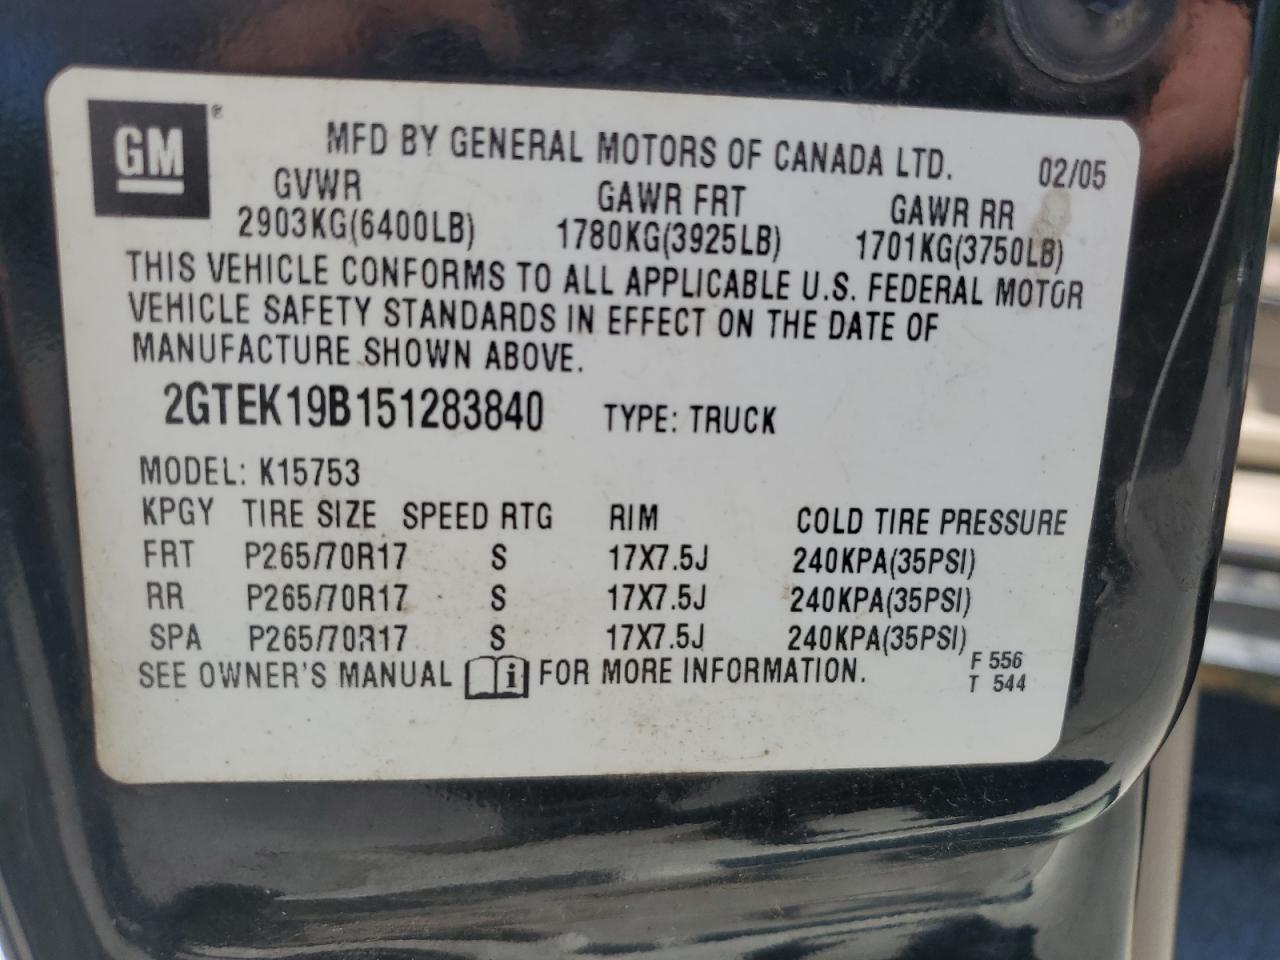 GM ®
MFD BY GENERAL MOTORS OF CANADA LTD. 02/05
GVWR GAWR FRT GAWR RR
2903KG(6400LB) 1780KG(3925LB) 1701KG(3750LB)
THIS VEHICLE CONFORMS TO ALL APPLICABLE U.S. FEDERAL MOTOR
VEHICLE SAFETY STANDARDS IN EFFECT ON THE DATE OF
MANUFACTURE SHOWN ABOVE.
2GTEK19B151283840 TYPE: TRUCK
MODEL: K15753
KPGY TIRE SIZE SPEED RTG RIM COLD TIRE PRESSURE
FRT P265/70R17 S 17X7.5J 240KPA(35PSI)
RR P265/70R17 S 17X7.5J 240KPA(35PSI)
SPA P265/70R17 S 17X7.5J 240KPA(35PSI)
SEE OWNER'S MANUAL i FOR MORE INFORMATION. F 556
T 544